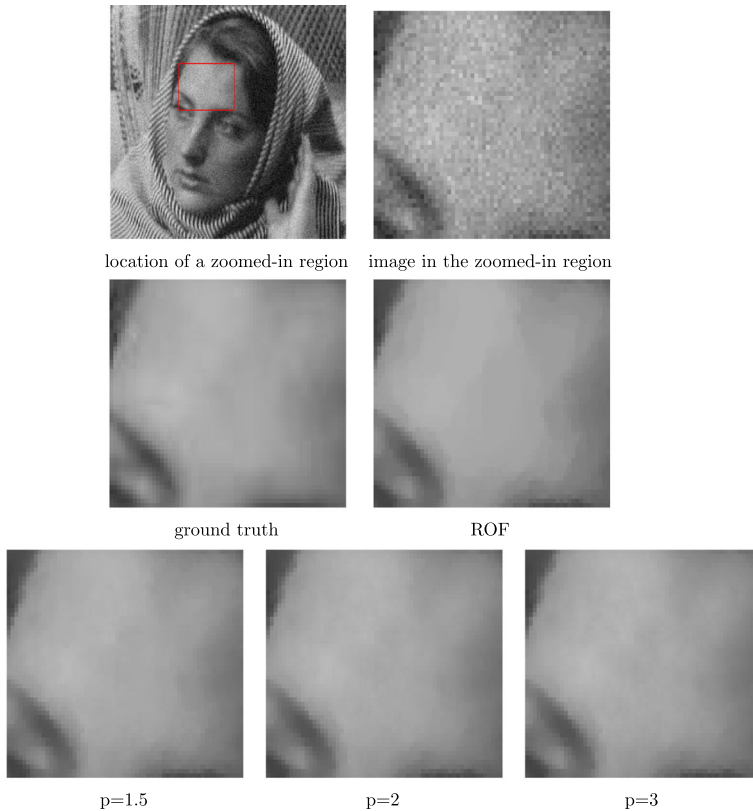 location of a zoomed-in region
image in the zoomed-in region
ground truth
ROF
p=1.5
p=2
p=3